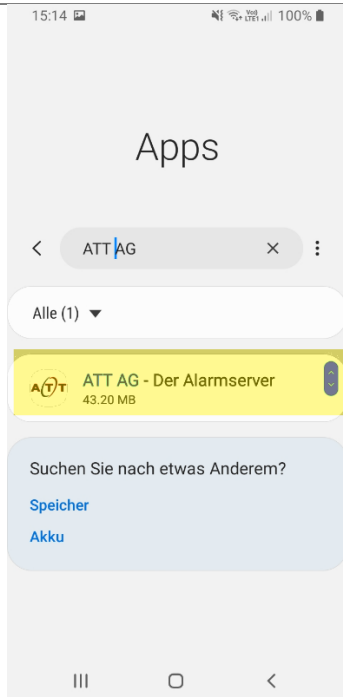 15:14 100%
Apps
ATT AG
Alle (1)
ATT ATT AG - Der Alarmserver
43.20 MB
Suchen Sie nach etwas Anderem?
Speicher
Akku